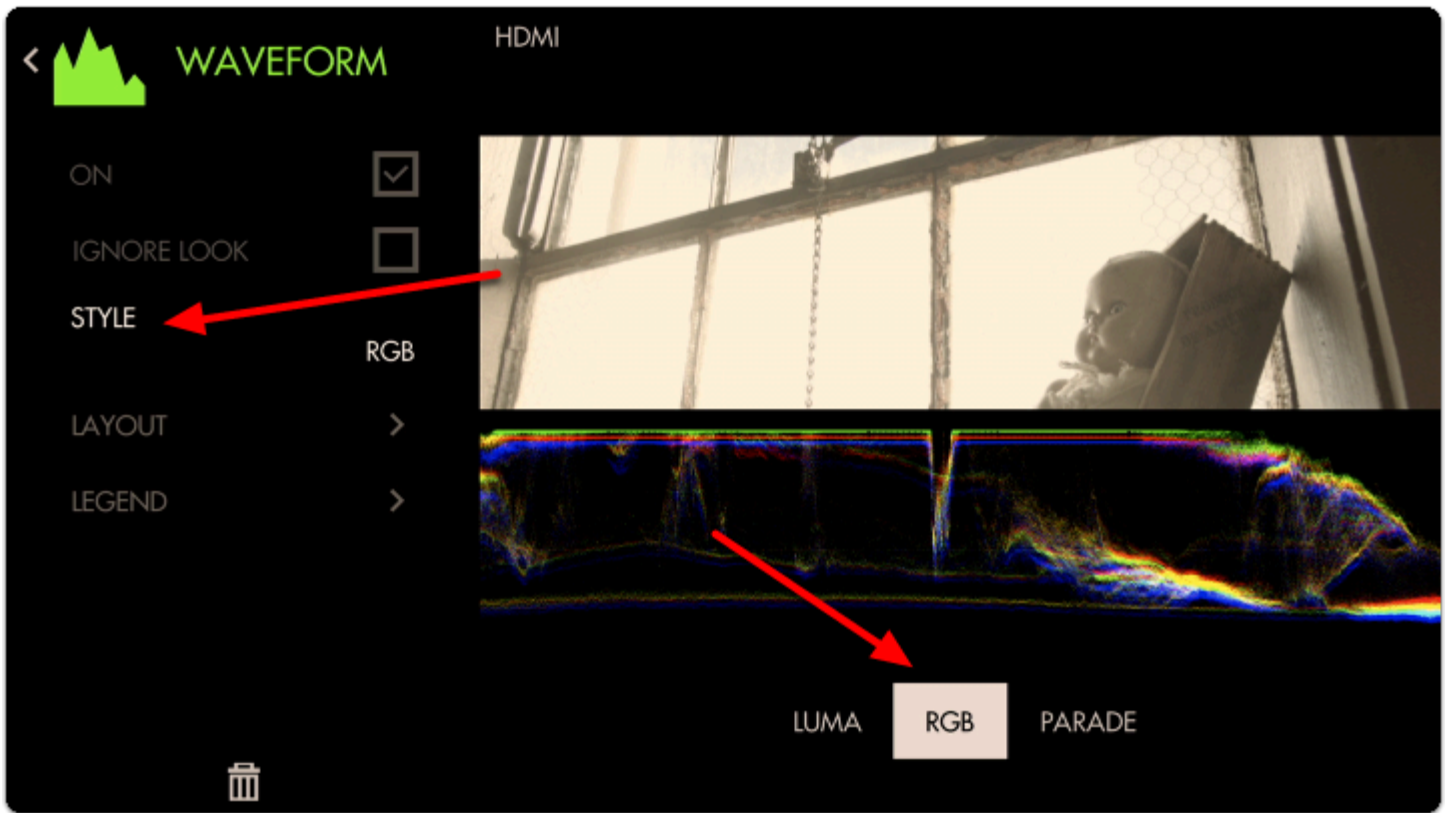 WAVEFORM
HDMI
ON
IGNORE LOOK
STYLE
RGB
LAYOUT
LEGEND
LUMA RGB PARADE